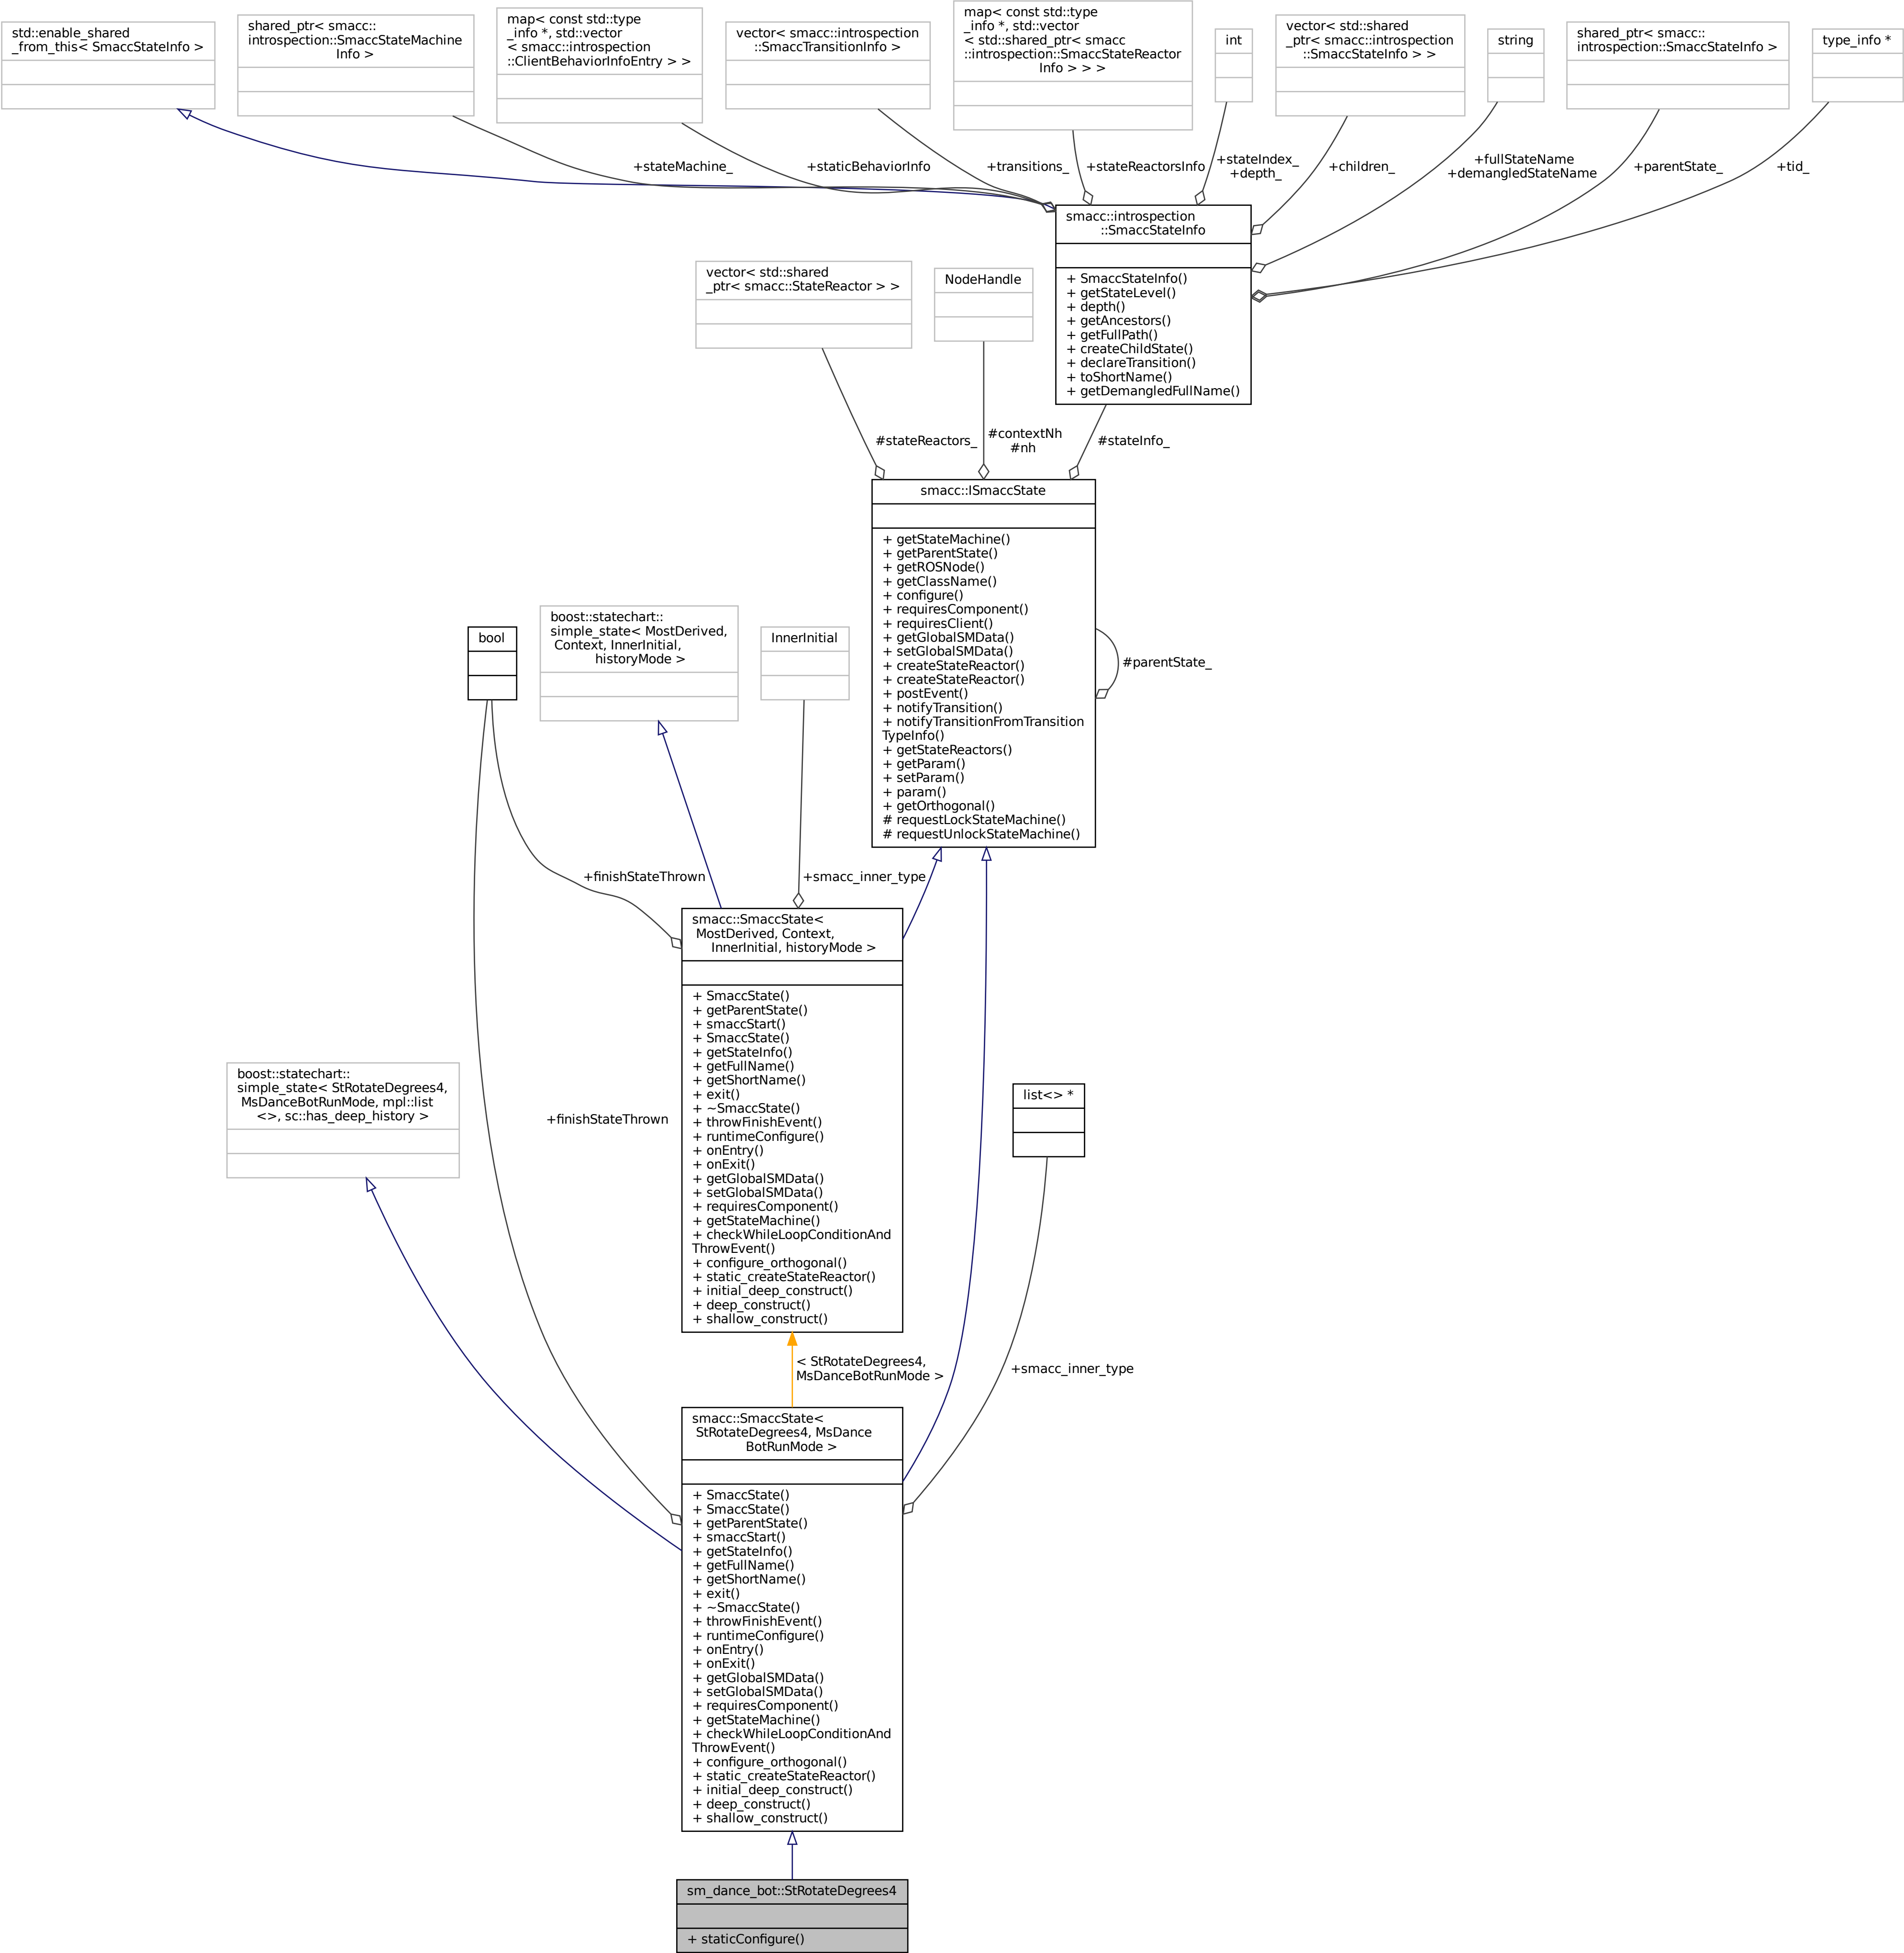 std::enable_shared
_from_this< SmaccStateInfo >
shared_ptr< smacc::
introspection::SmaccStateMachine
Info >
map< const std::type
_info *, std::vector
< smacc::introspection
::ClientBehaviorInfoEntry > >
vector< smacc::introspection
::SmaccTransitionInfo >
map< const std::type
_info *, std::vector
< std::shared_ptr< smacc
::introspection::SmaccStateReactor
Info > > >
int
vector< std::shared
_ptr< smacc::introspection
::SmaccStateInfo > >
string
shared_ptr< smacc::
introspection::SmaccStateInfo >
type_info *
+stateMachine_
+staticBehaviorInfo
+transitions_
+stateReactorsInfo
+stateIndex_
+depth_
+children_
+fullStateName
+demangledStateName
+parentState_
+tid_
smacc::introspection
::SmaccStateInfo
+ SmaccStateInfo()
+ getStateLevel()
+ depth()
+ getAncestors()
+ getFullPath()
+ createChildState()
+ declareTransition()
+ toShortName()
+ getDemangledFullName()
vector< std::shared
_ptr< smacc::StateReactor > >
NodeHandle
#stateReactors_
#contextNh
#nh
#stateInfo_
smacc::ISmaccState
+ getStateMachine()
+ getParentState()
+ getROSNode()
+ getClassName()
+ configure()
+ requiresComponent()
+ requiresClient()
+ getGlobalSMData()
+ setGlobalSMData()
+ createStateReactor()
+ createStateReactor()
+ postEvent()
+ notifyTransition()
+ notifyTransitionFromTransition
TypeInfo()
+ getStateReactors()
+ getParam()
+ setParam()
+ param()
+ getOrthogonal()
# requestLockStateMachine()
# requestUnlockStateMachine()
#parentState_
bool
boost::statechart::
simple_state< MostDerived,
Context, InnerInitial,
historyMode >
InnerInitial
+finishStateThrown
+smacc_inner_type
smacc::SmaccState<
MostDerived, Context,
InnerInitial, historyMode >
+ SmaccState()
+ getParentState()
+ smaccStart()
+ SmaccState()
+ getStateInfo()
+ getFullName()
+ getShortName()
+ exit()
+ ~SmaccState()
+ throwFinishEvent()
+ runtimeConfigure()
+ onEntry()
+ onExit()
+ getGlobalSMData()
+ setGlobalSMData()
+ requiresComponent()
+ getStateMachine()
+ checkWhileLoopConditionAnd
ThrowEvent()
+ configure_orthogonal()
+ static_createStateReactor()
+ initial_deep_construct()
+ deep_construct()
+ shallow_construct()
boost::statechart::
simple_state< StRotateDegrees4,
MsDanceBotRunMode, mpl::list
<>, sc::has_deep_history >
+finishStateThrown
list<> *
< StRotateDegrees4,
MsDanceBotRunMode >
+smacc_inner_type
smacc::SmaccState<
StRotateDegrees4, MsDance
BotRunMode >
+ SmaccState()
+ SmaccState()
+ getParentState()
+ smaccStart()
+ getStateInfo()
+ getFullName()
+ getShortName()
+ exit()
+ ~SmaccState()
+ throwFinishEvent()
+ runtimeConfigure()
+ onEntry()
+ onExit()
+ getGlobalSMData()
+ setGlobalSMData()
+ requiresComponent()
+ getStateMachine()
+ checkWhileLoopConditionAnd
ThrowEvent()
+ configure_orthogonal()
+ static_createStateReactor()
+ initial_deep_construct()
+ deep_construct()
+ shallow_construct()
sm_dance_bot::StRotateDegrees4
+ staticConfigure()